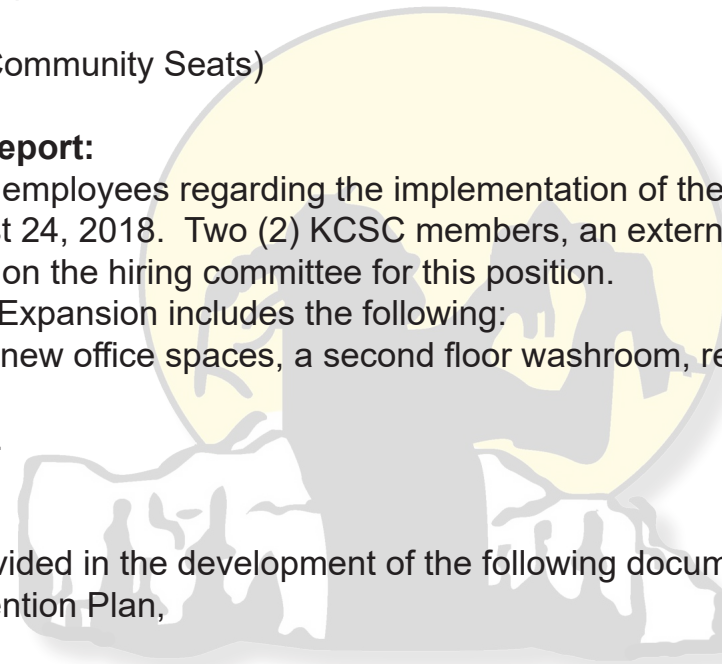 Community Seats)
eport:
employees regarding the implementation of the
st 24, 2018. Two (2) KCSC members, an extern
on the hiring committee for this position.
Expansion includes the following:
new office spaces, a second floor washroom, re
vided in the development of the following docum
ention Plan,